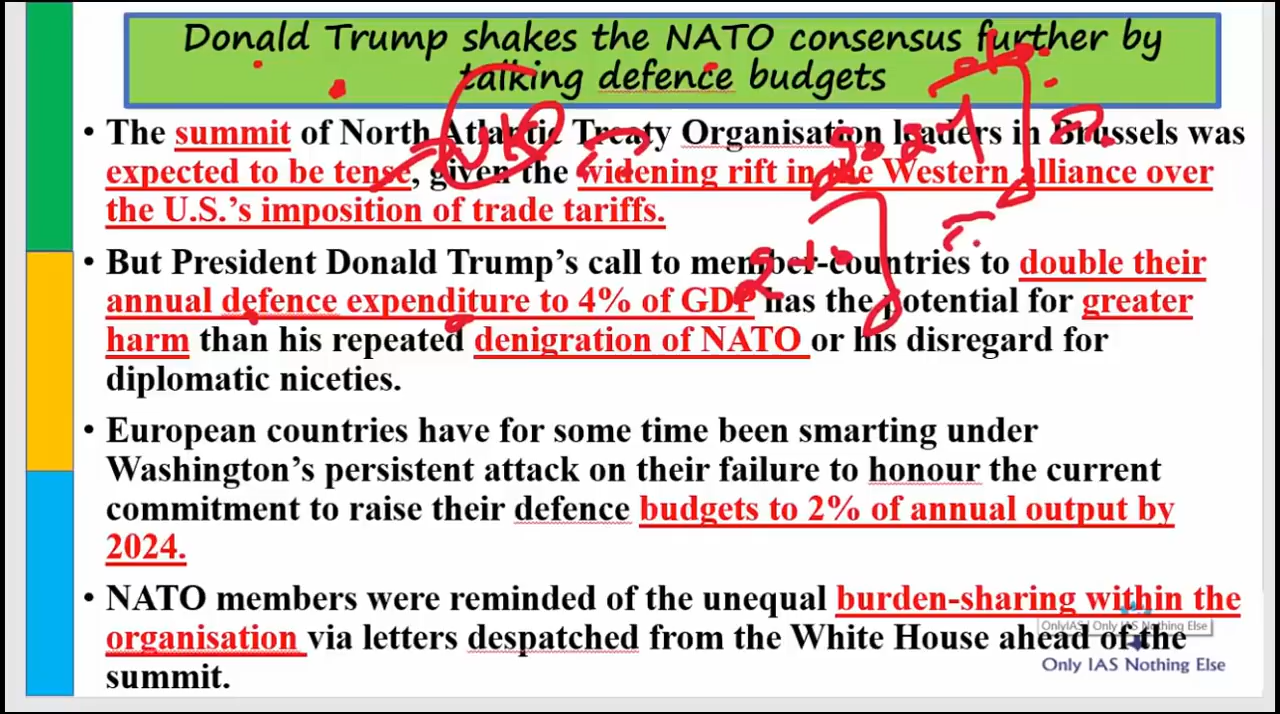 Donald Trump shakes the NATO consensus further by
talking defence budgets
• The summit of North Atlantic Treaty Organisation leaders in Brussels was
expected to be tense, given the widening rift in the Western alliance over
the U.S.'s imposition of trade tariffs.
• But President Donald Trump's call to member-countries to double their
annual defence expenditure to 4% of GDP has the potential for greater
harm than his repeated denigration of NATO or his disregard for
diplomatic niceties.
• European countries have for some time been smarting under
Washington's persistent attack on their failure to honour the current
commitment to raise their defence budgets to 2% of annual output by
2024.
• NATO members were reminded of the unequal burden-sharing within the
organisation via letters despatched from the White House ahead of the
summit.
OnlyIAS | Only IAS Nothing Else
Only IAS Nothing Else